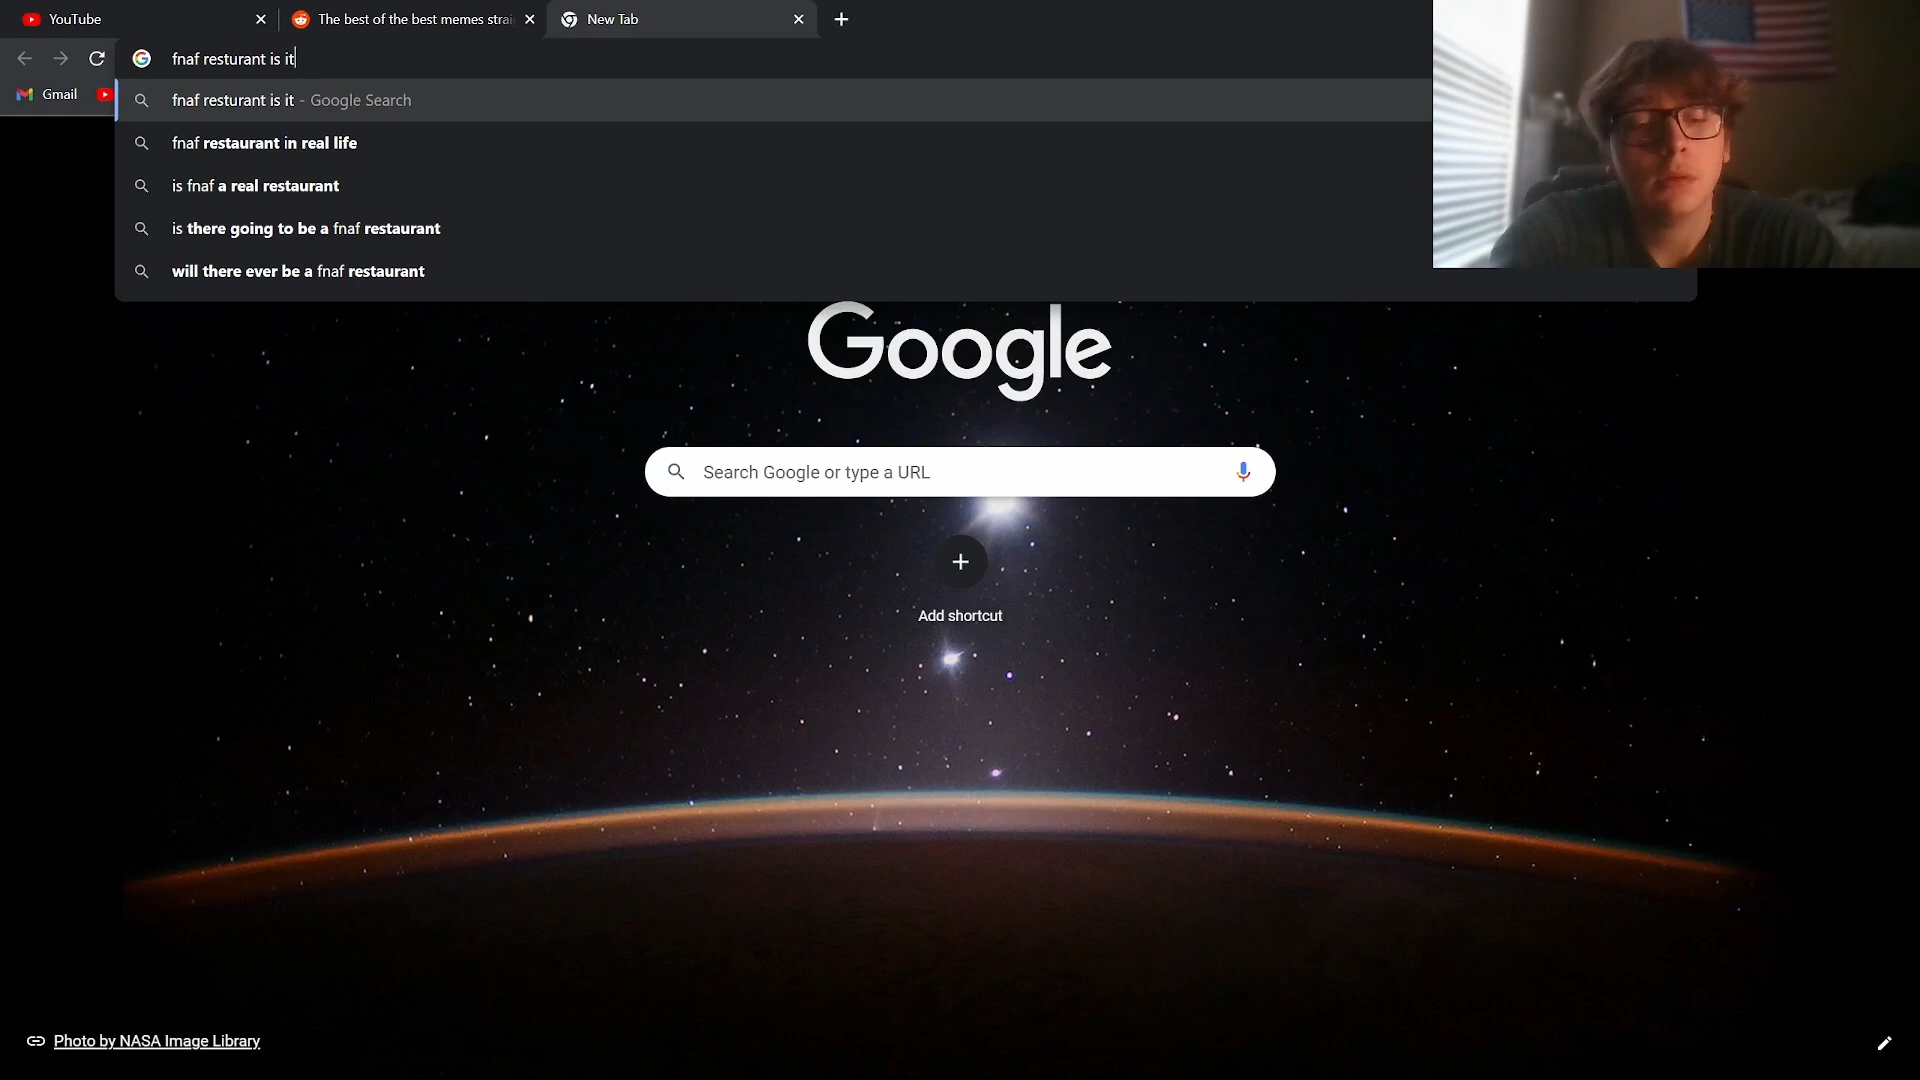 YouTube
The best of the best memes strai
New Tab
fnaf resturant is it
Gmail
fnaf resturant is it - Google Search
fnaf restaurant in real life
is fnaf a real restaurant
is there going to be a fnaf restaurant
will there ever be a fnaf restaurant
Google
Search Google or type a URL
Add shortcut
Photo by NASA Image Library